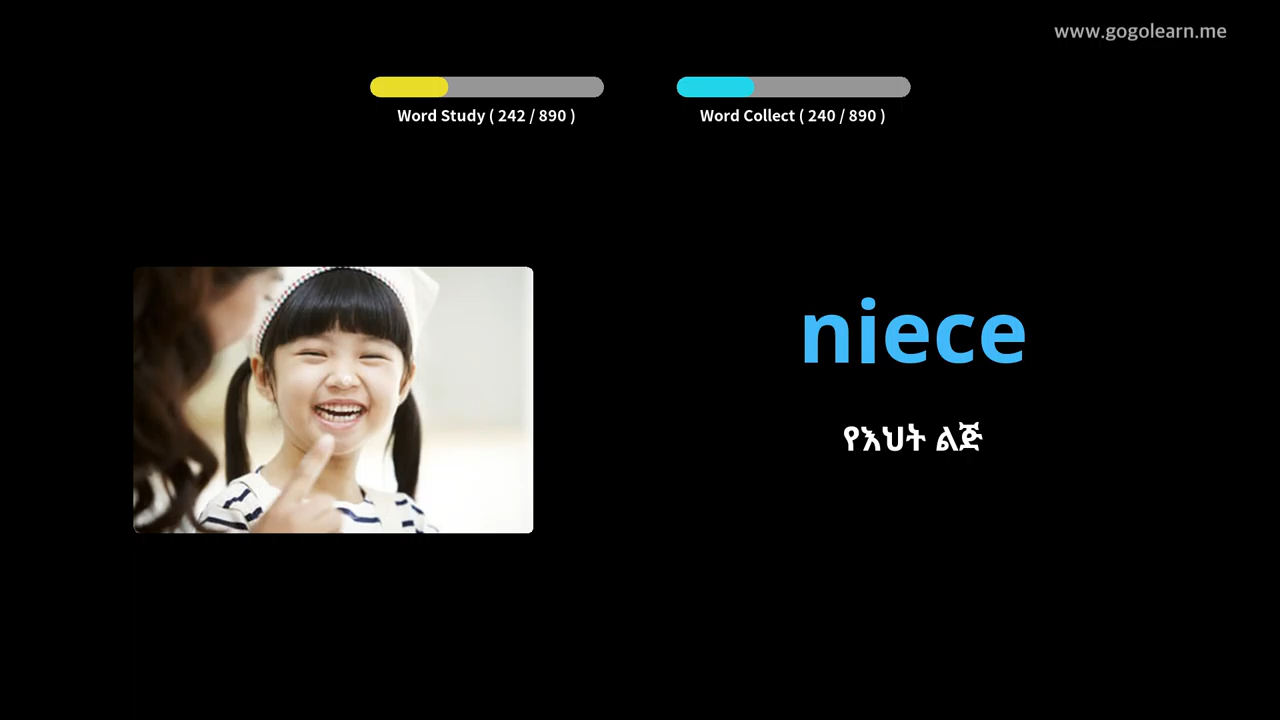 www.gogolearn.me
Word Study ( 242 / 890 )
Word Collect ( 240 / 890 )
niece
የእህት ልጅ